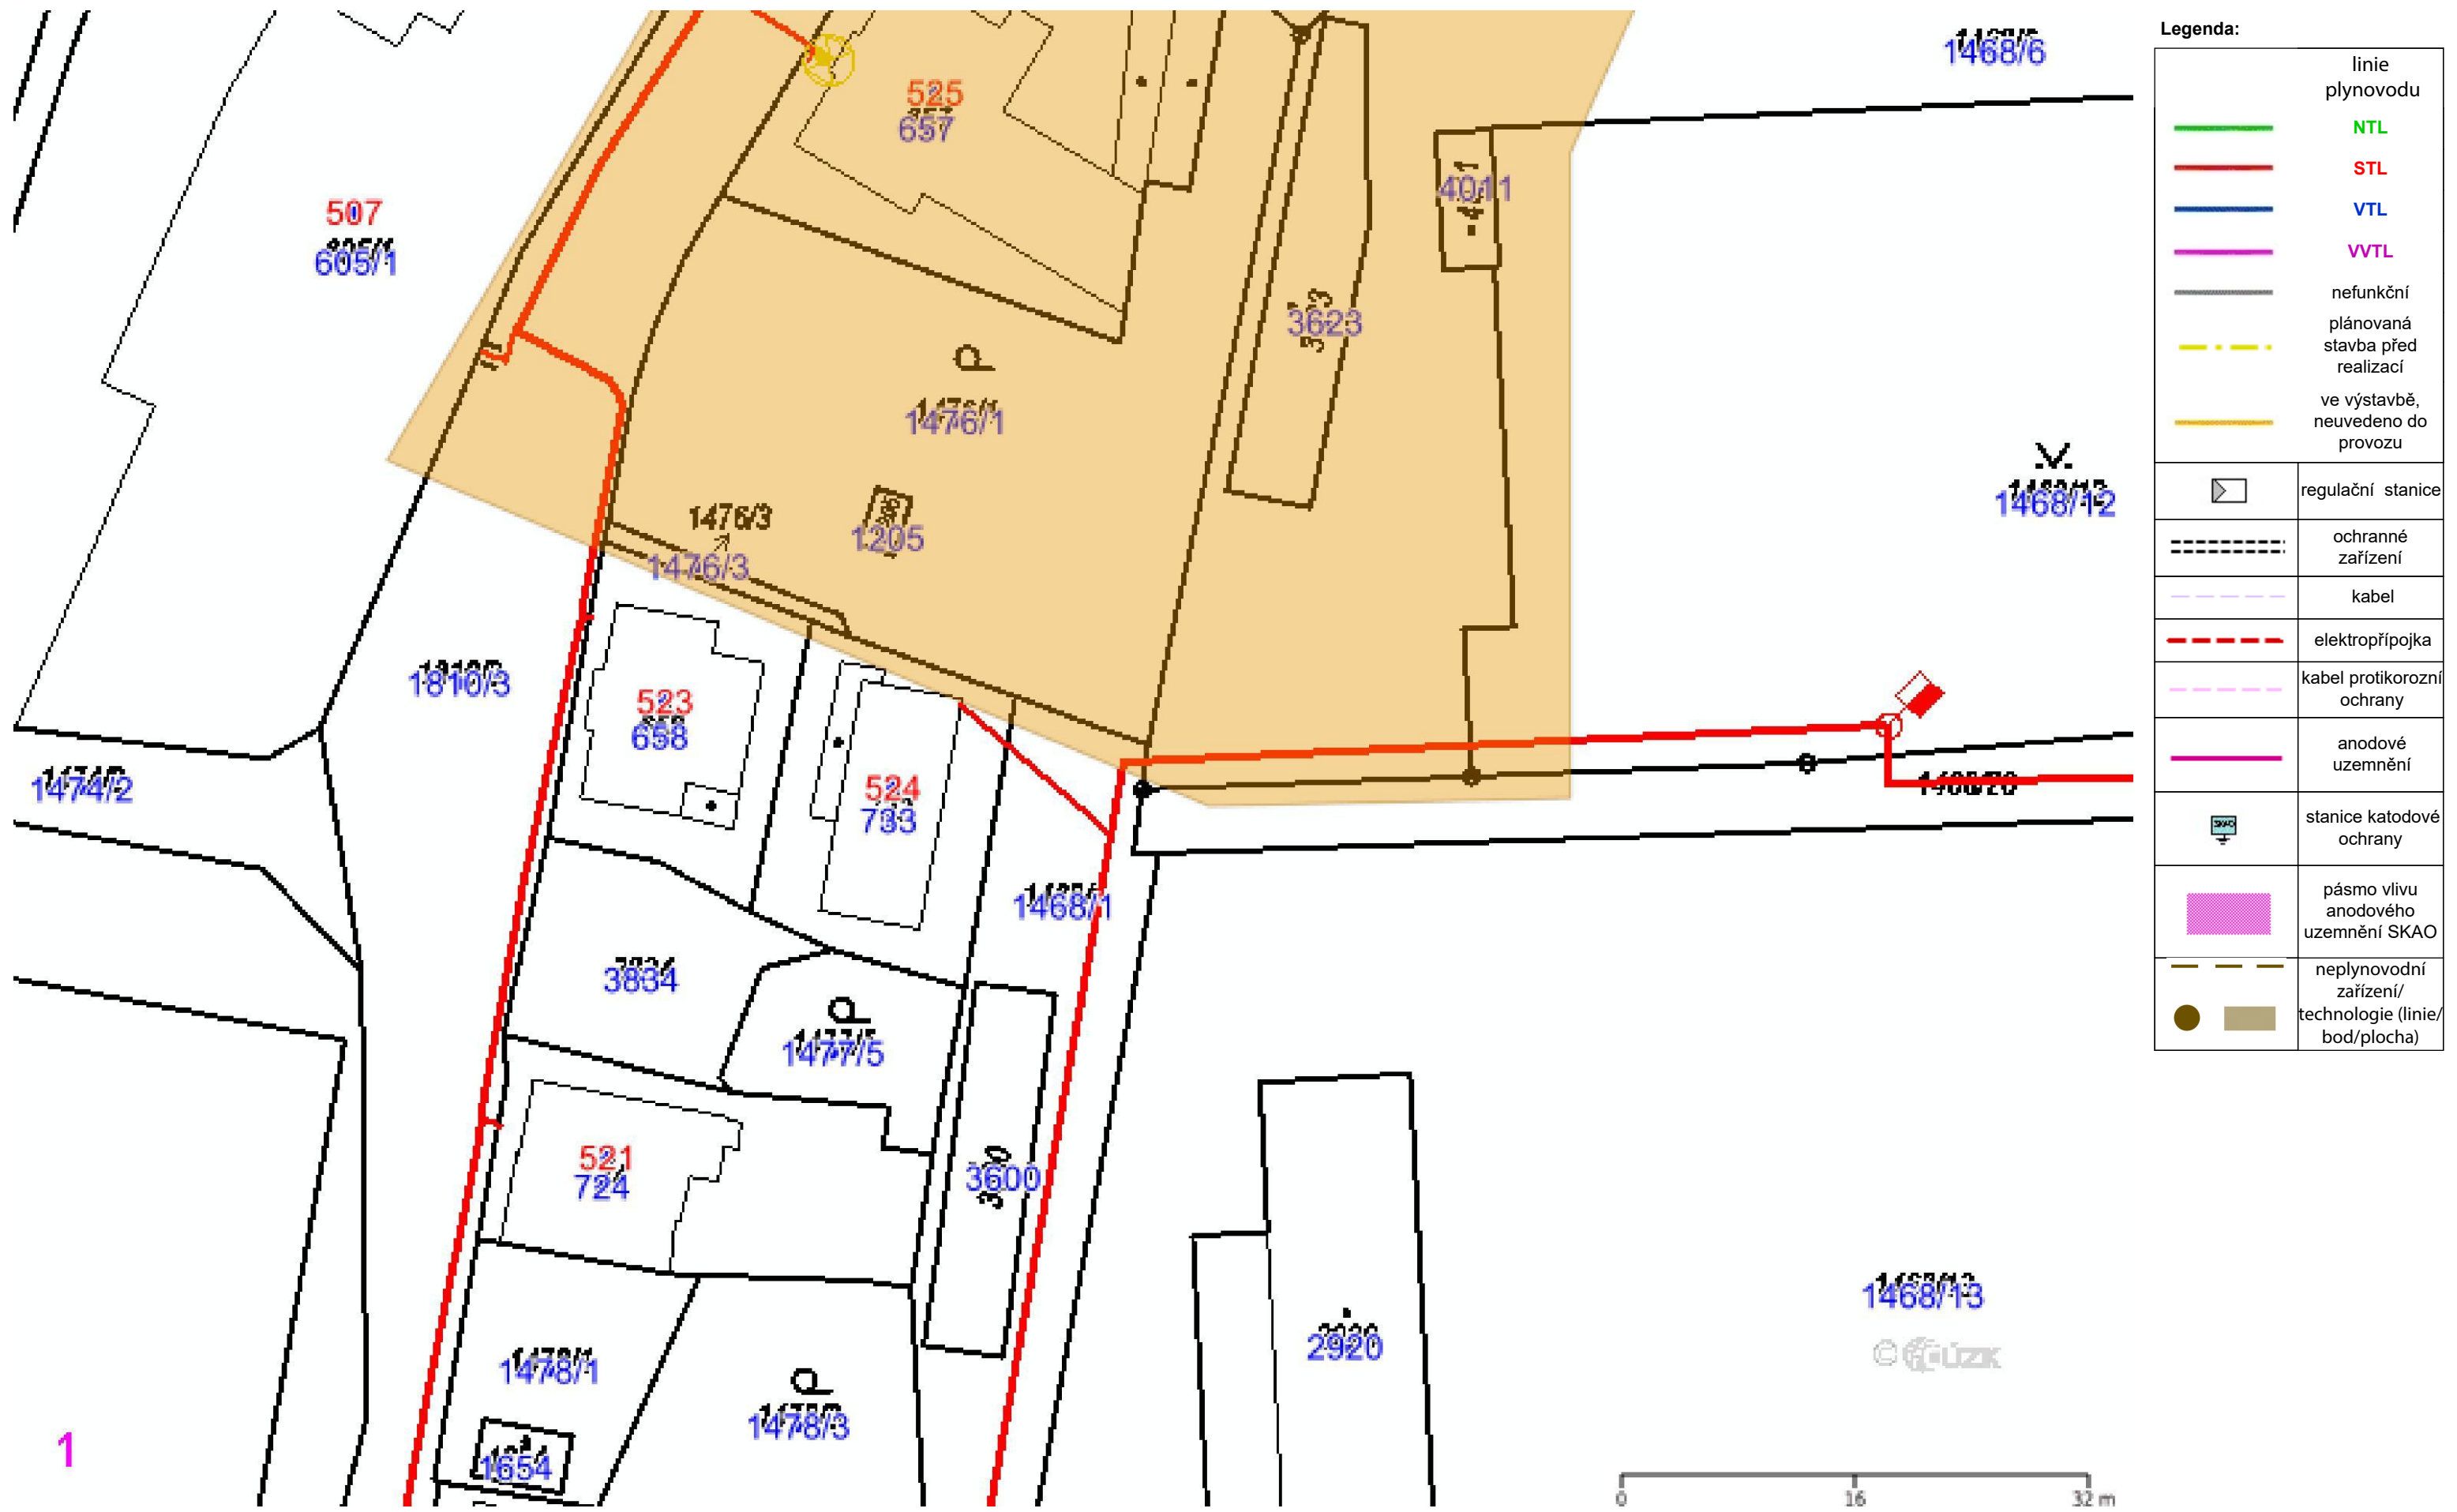 1468/6
525
657
507
605/1
4011
3623
1476/1
1468/12
1476/3
1476/3
1205
1810/3
523
658
524
793
1474/2
1468/1
3834
1477/5
521
724
3600
1468/13
2920
1478/1
1478/3
1654
1
0 16 32 m
Legenda:
linie
plynovodu
NTL
STL
VTL
VVTL
nefunkční
plánovaná
stavba před
realizací
ve výstavbě,
neuvedeno do
provozu
regulační stanice
ochranné
zařízení
kabel
elektropřípojka
kabel protikorozní
ochrany
anodové
uzemnění
stanice katodové
ochrany
pásmo vlivu
anodového
uzemnění SKAO
neplynovodní
zařízení/
technologie (linie/
bod/plocha)